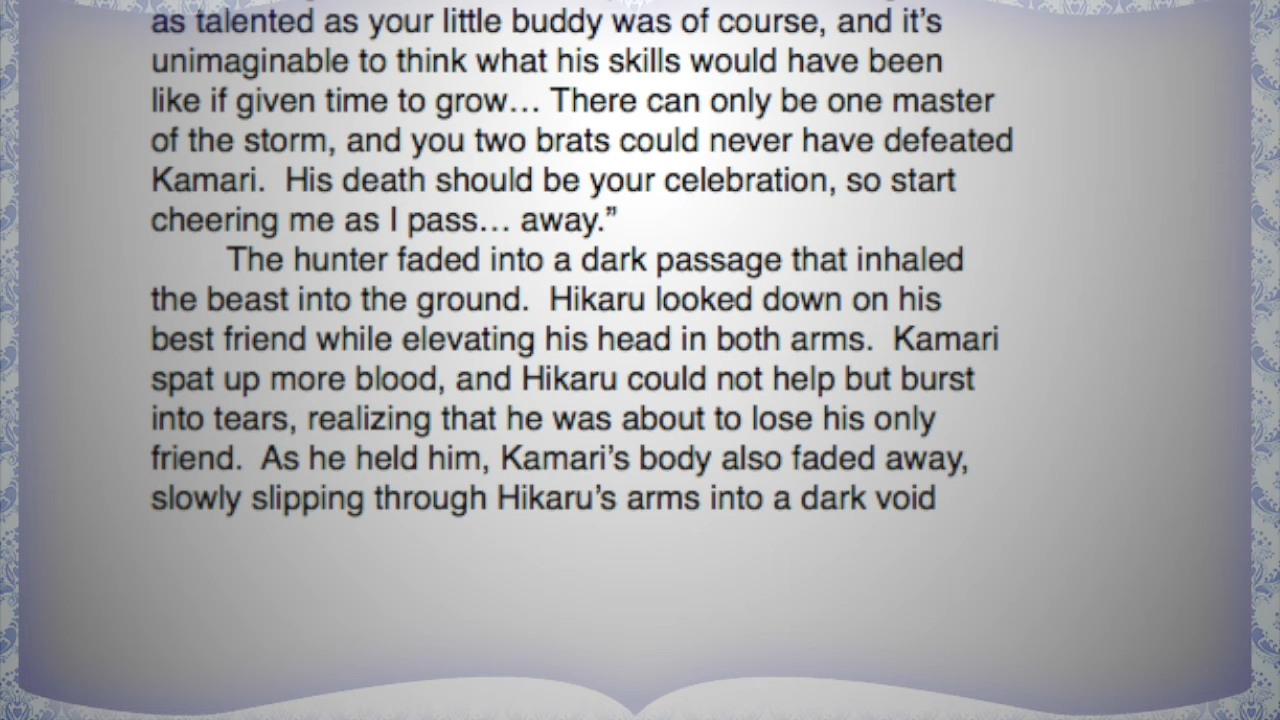 as talented as your little buddy was of course, and it’s
unimaginable to think what his skills would have been
like if given time to grow… There can only be one master
of the storm, and you two brats could never have defeated
Kamari.  His death should be your celebration, so start
cheering me as I pass… away.”
The hunter faded into a dark passage that inhaled
the beast into the ground.  Hikaru looked down on his
best friend while elevating his head in both arms.  Kamari
spat up more blood, and Hikaru could not help but burst
into tears, realizing that he was about to lose his only
friend.  As he held him, Kamari’s body also faded away,
slowly slipping through Hikaru’s arms into a dark void